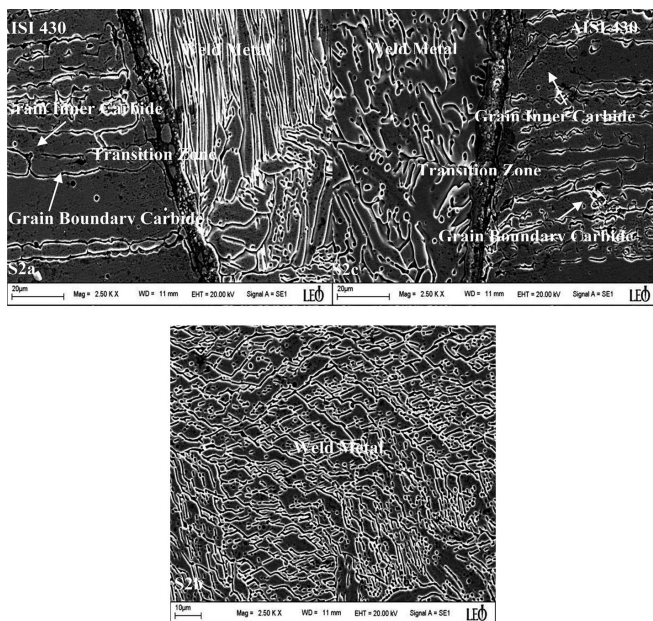 AISI 430
Weld Metal
Grain Inner Carbide
Transition Zone
Grain Boundary Carbide
S2a
20µm
Mag = 2.50 K X
WD = 11 mm
EHT = 20.00 kV
Signal A = SE1
LEO
Weld Metal
AISI 430
Grain Inner Carbide
Transition Zone
Grain Boundary Carbide
S2c
20µm
Mag = 2.50 K X
WD = 11 mm
EHT = 20.00 kV
Signal A = SE1
LEO
Weld Metal
S2b
10µm
Mag = 2.50 K X
WD = 11 mm
EHT = 20.00 kV
Signal A = SE1
LEO